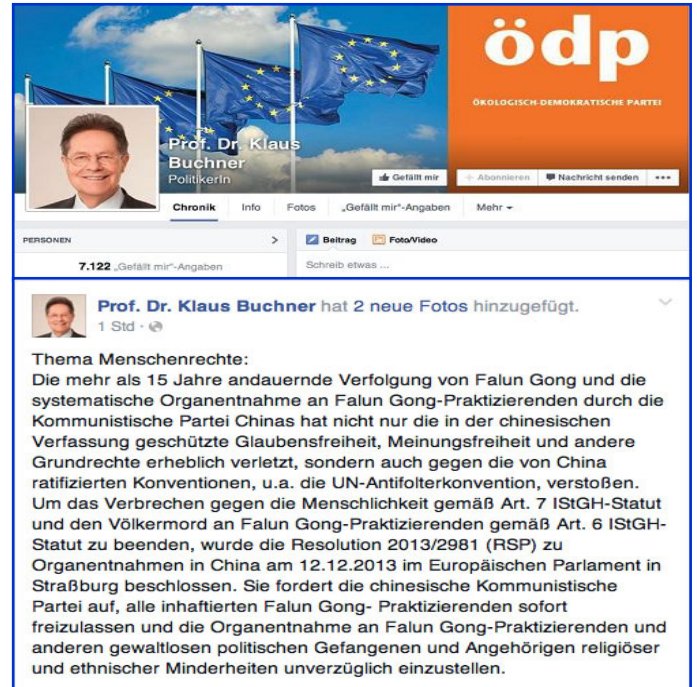 ödp
ÖKOLOGISCH-DEMOKRATISCHE PARTEI
Prof. Dr. Klaus
Buchner
PolitikerIn
Gefällt mir
+ Abonnieren
Nachricht senden
•••
Chronik Info Fotos „Gefällt mir"-Angaben Mehr
PERSONEN >
7.122 „Gefällt mir"-Angaben
Beitrag Foto/Video
Schreib etwas ...
Prof. Dr. Klaus Buchner hat 2 neue Fotos hinzugefügt.
1 Std ·
Thema Menschenrechte:
Die mehr als 15 Jahre andauernde Verfolgung von Falun Gong und die
systematische Organentnahme an Falun Gong-Praktizierenden durch die
Kommunistische Partei Chinas hat nicht nur die in der chinesischen
Verfassung geschützte Glaubensfreiheit, Meinungsfreiheit und andere
Grundrechte erheblich verletzt, sondern auch gegen die von China
ratifizierten Konventionen, u.a. die UN-Antifolterkonvention, verstoßen.
Um das Verbrechen gegen die Menschlichkeit gemäß Art. 7 IStGH-Statut
und den Völkermord an Falun Gong-Praktizierenden gemäß Art. 6 IStGH-
Statut zu beenden, wurde die Resolution 2013/2981 (RSP) zu
Organentnahmen in China am 12.12.2013 im Europäischen Parlament in
Straßburg beschlossen. Sie fordert die chinesische Kommunistische
Partei auf, alle inhaftierten Falun Gong- Praktizierenden sofort
freizulassen und die Organentnahme an Falun Gong-Praktizierenden und
anderen gewaltlosen politischen Gefangenen und Angehörigen religiöser
und ethnischer Minderheiten unverzüglich einzustellen.